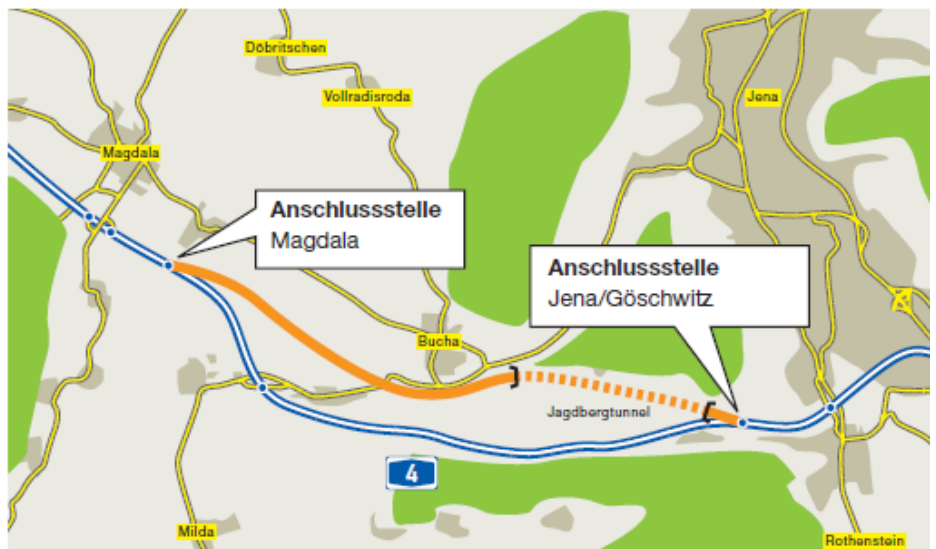 Döbritschen
Vollradisroda
Jena
Magdala
Anschlussstelle
Magdala
Anschlussstelle
Jena/Göschwitz
Bucha
Jagdbergtunnel
4
Milda
Rothenstein